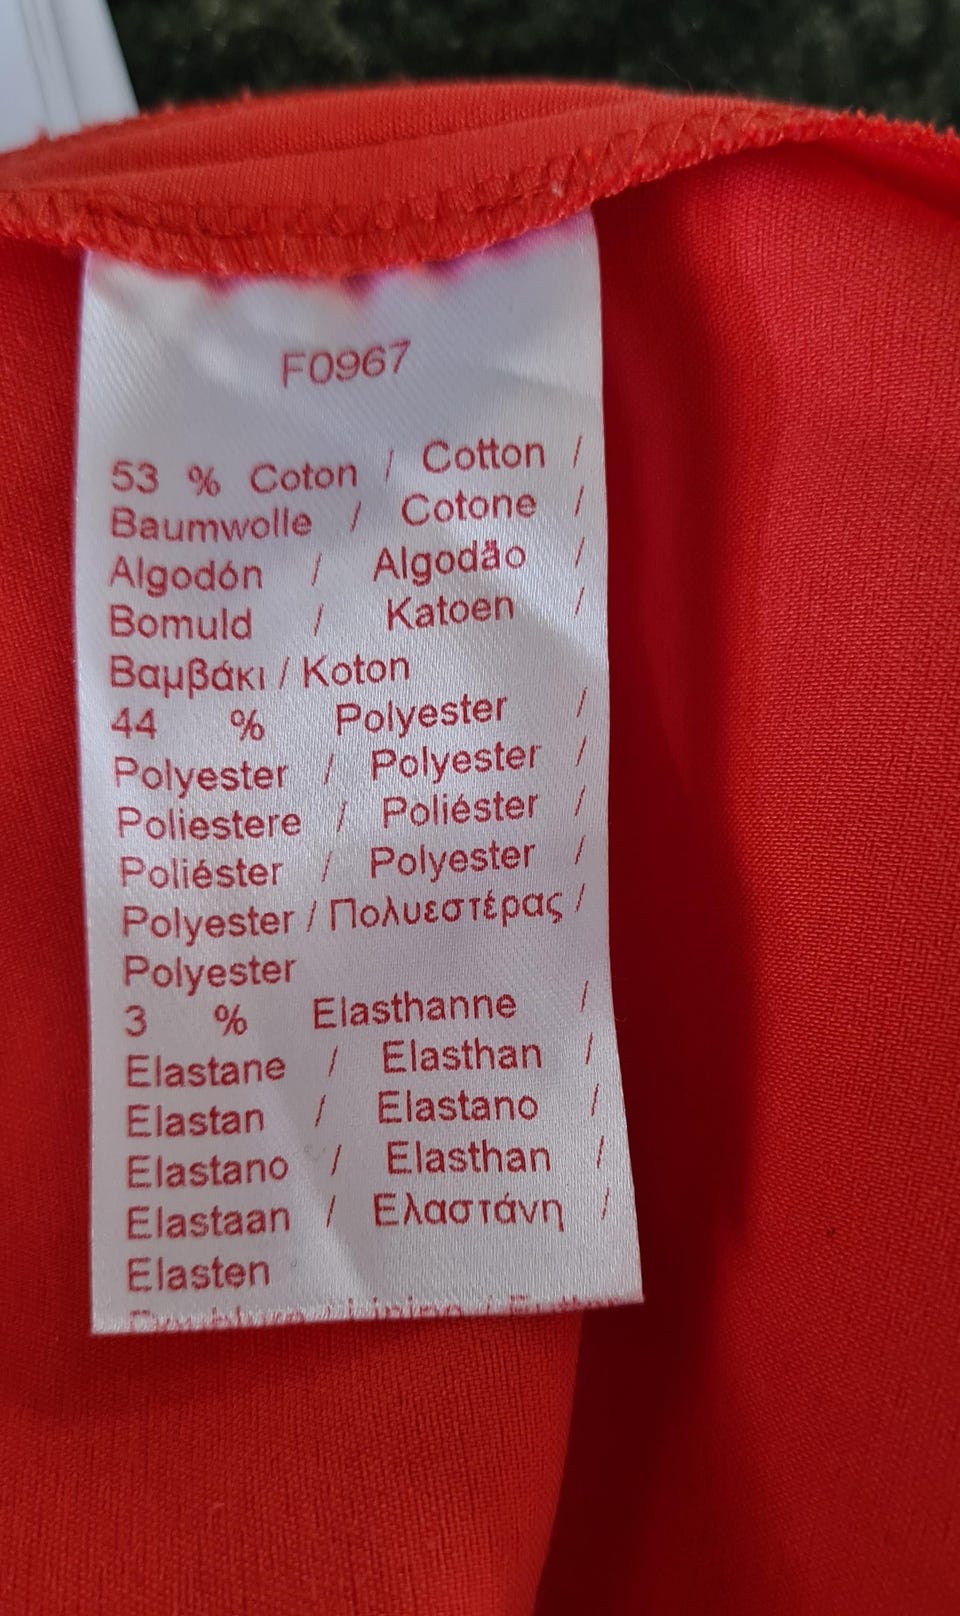 F0967
53 % Coton / Cotton /
Baumwolle / Cotone /
Algodón / Algodão /
Bomuld / Katoen /
Βαμβάκι / Koton
44 % Polyester /
Polyester / Polyester /
Poliestere / Poliéster /
Poliéster / Polyester /
Polyester / Πολυεστέρας /
Polyester
3 % Elasthanne /
Elastane / Elasthan /
Elastan / Elastano /
Elastano / Elasthan /
Elastaan / Ελαστάνη /
Elasten